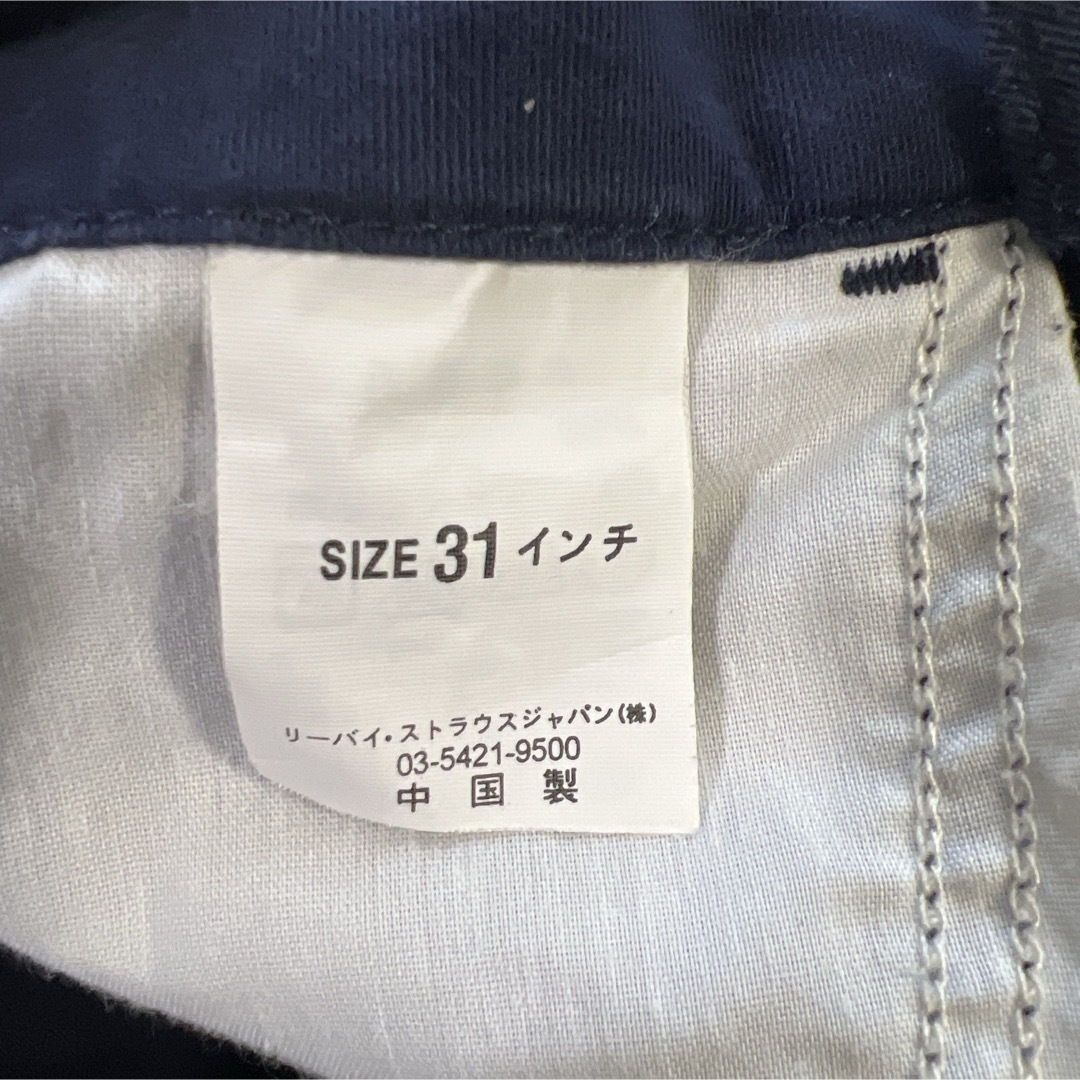 SIZE 31 インチ
リーバイ・ストラウスジャパン(株)
03-5421-9500
中 国 製